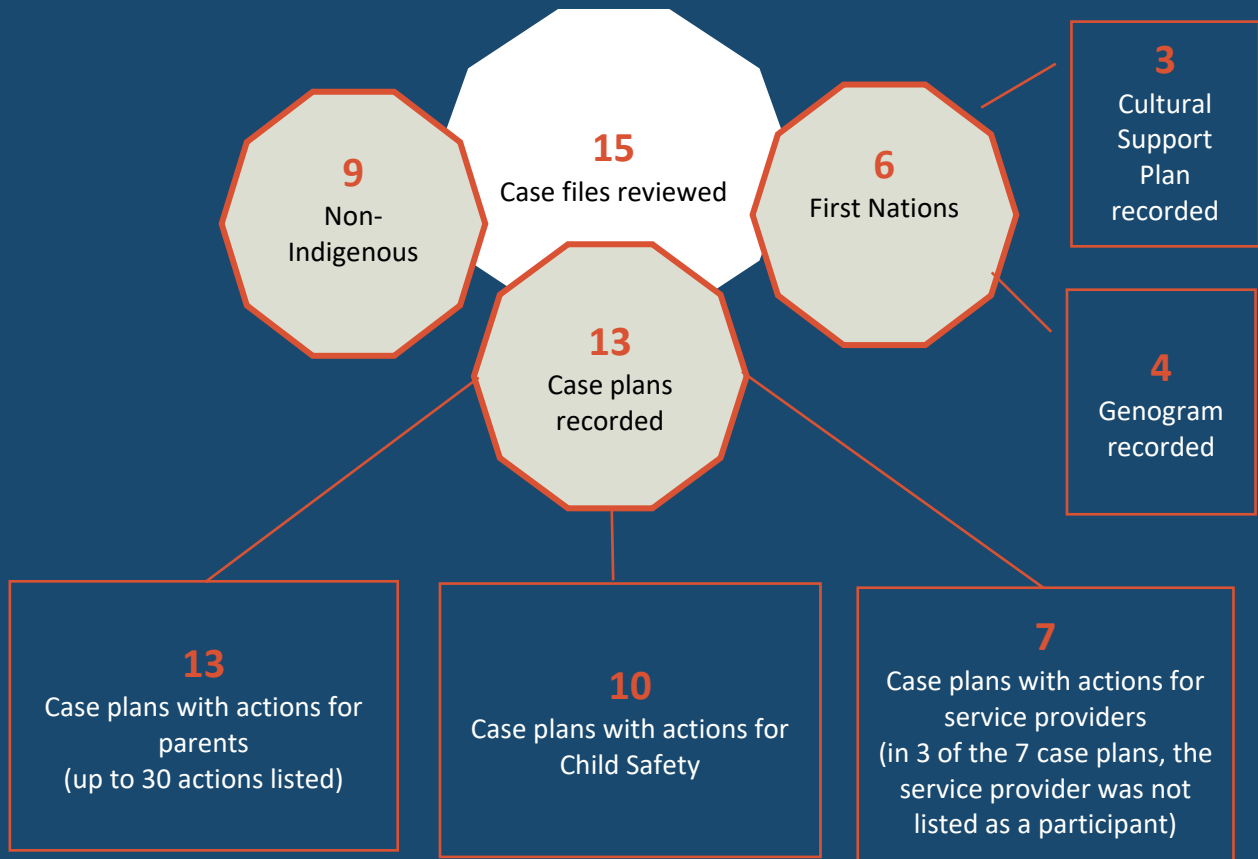 15
Case files reviewed
9
Non-
Indigenous
6
First Nations
3
Cultural
Support
Plan
recorded
4
Genogram
recorded
13
Case plans
recorded
13
Case plans with actions for
parents
(up to 30 actions listed)
10
Case plans with actions for
Child Safety
7
Case plans with actions for
service providers
(in 3 of the 7 case plans, the
service provider was not
listed as a participant)